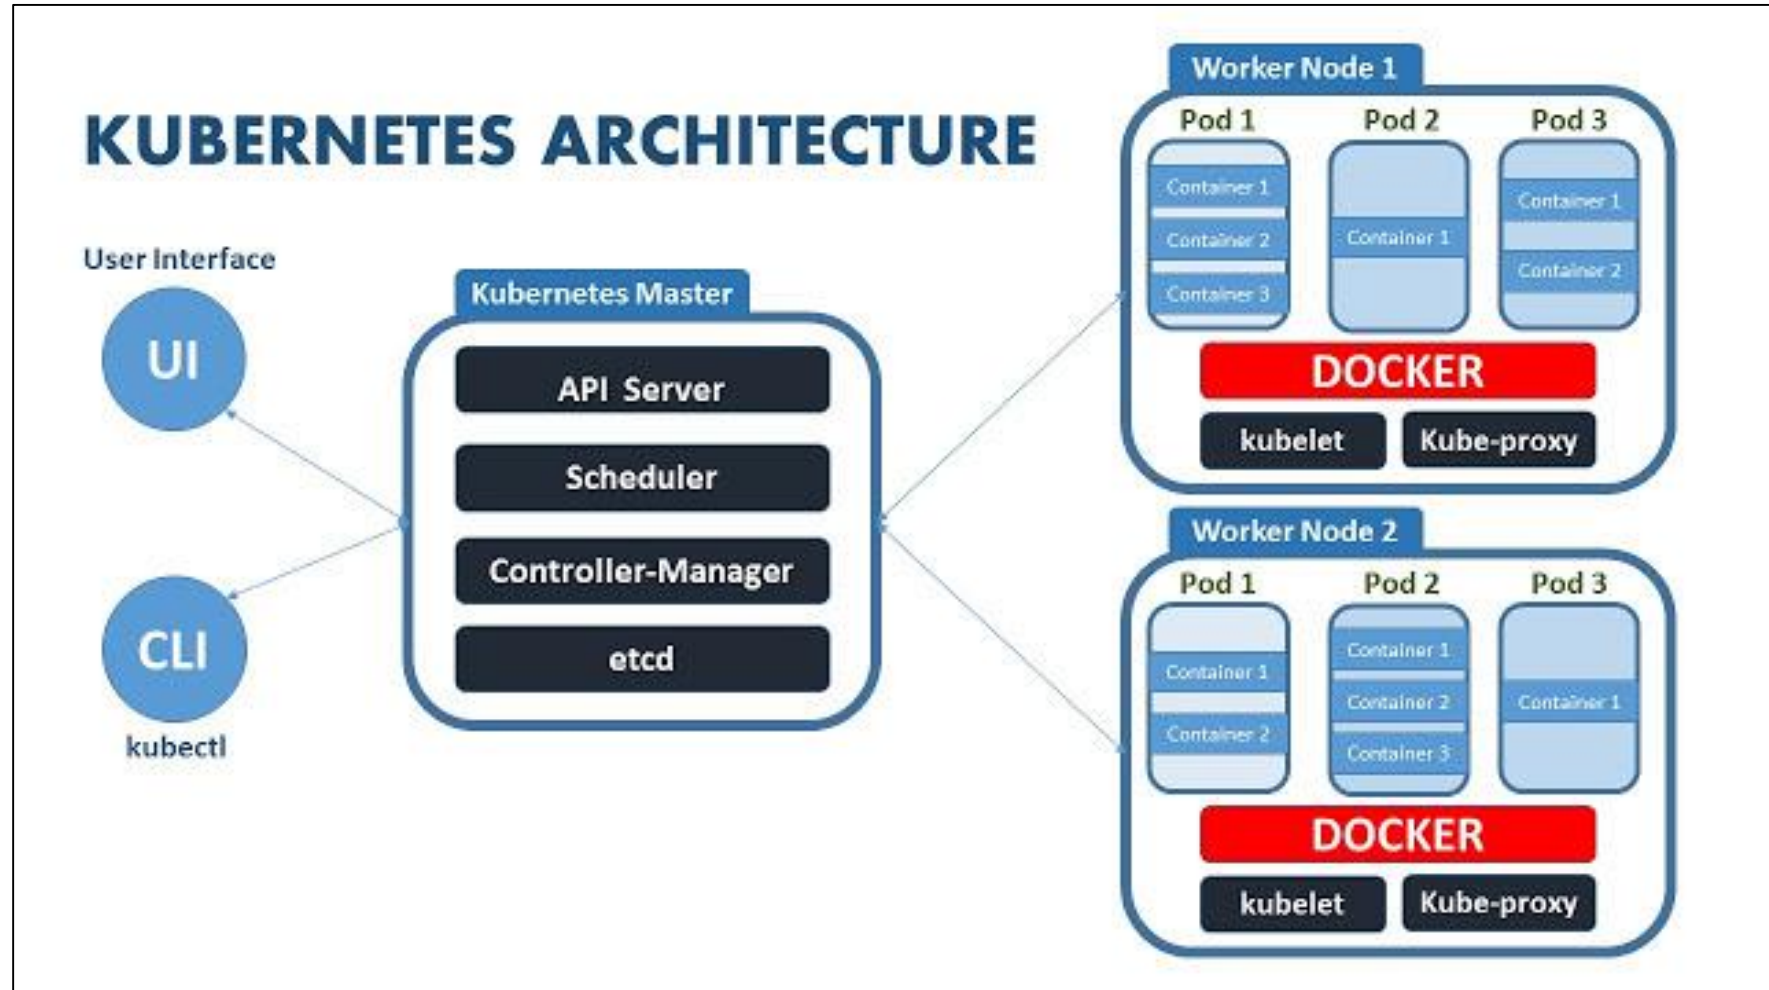 KUBERNETES ARCHITECTURE
User Interface
UI
CLI
kubectl
Kubernetes Master
API Server
Scheduler
Controller-Manager
etcd
Worker Node 1
Pod 1
Container 1
Container 2
Container 3
Pod 2
Container 1
Pod 3
Container 1
Container 2
DOCKER
kubelet
Kube-proxy
Worker Node 2
Pod 1
Container 1
Container 2
Pod 2
Container 1
Container 2
Container 3
Pod 3
Container 1
DOCKER
kubelet
Kube-proxy